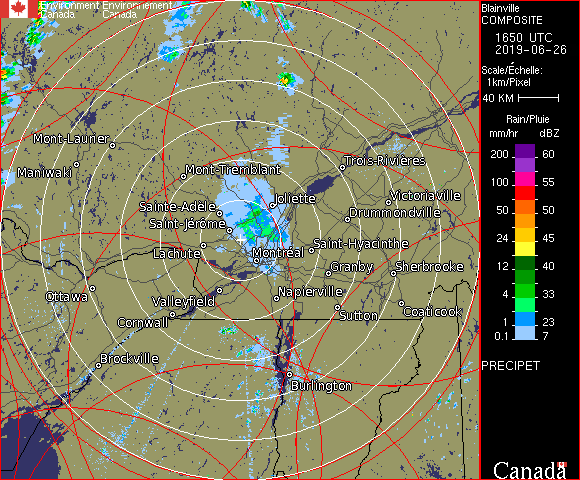 Environment Environnement
Canada Canada
Blainville
COMPOSITE
1650 UTC
2019-06-26
Scale/Échelle:
1km/Pixel
40 KM
Rain/Pluie
mm/hr dBZ
200 60
100 55
50 50
24 45
12 40
4 33
1 23
0.1 7
PRECIPET
Canada
Mont-Laurier
Maniwaki
Mont-Tremblant
Trois-Rivières
Sainte-Adèle
Joliette
Victoriaville
Drummondville
Saint-Jérôme
Saint-Hyacinthe
Lachute
Montréal
Granby
Sherbrooke
Ottawa
Valleyfield
Napierville
Cornwall
Sutton
Coaticook
Brockville
Burlington